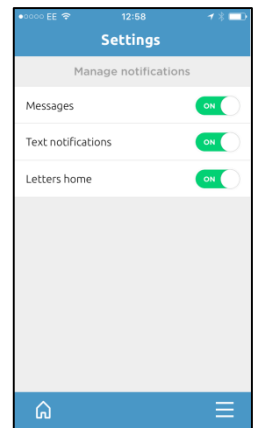 EE 12:58
Settings
Manage notifications
Messages ON
Text notifications ON
Letters home ON